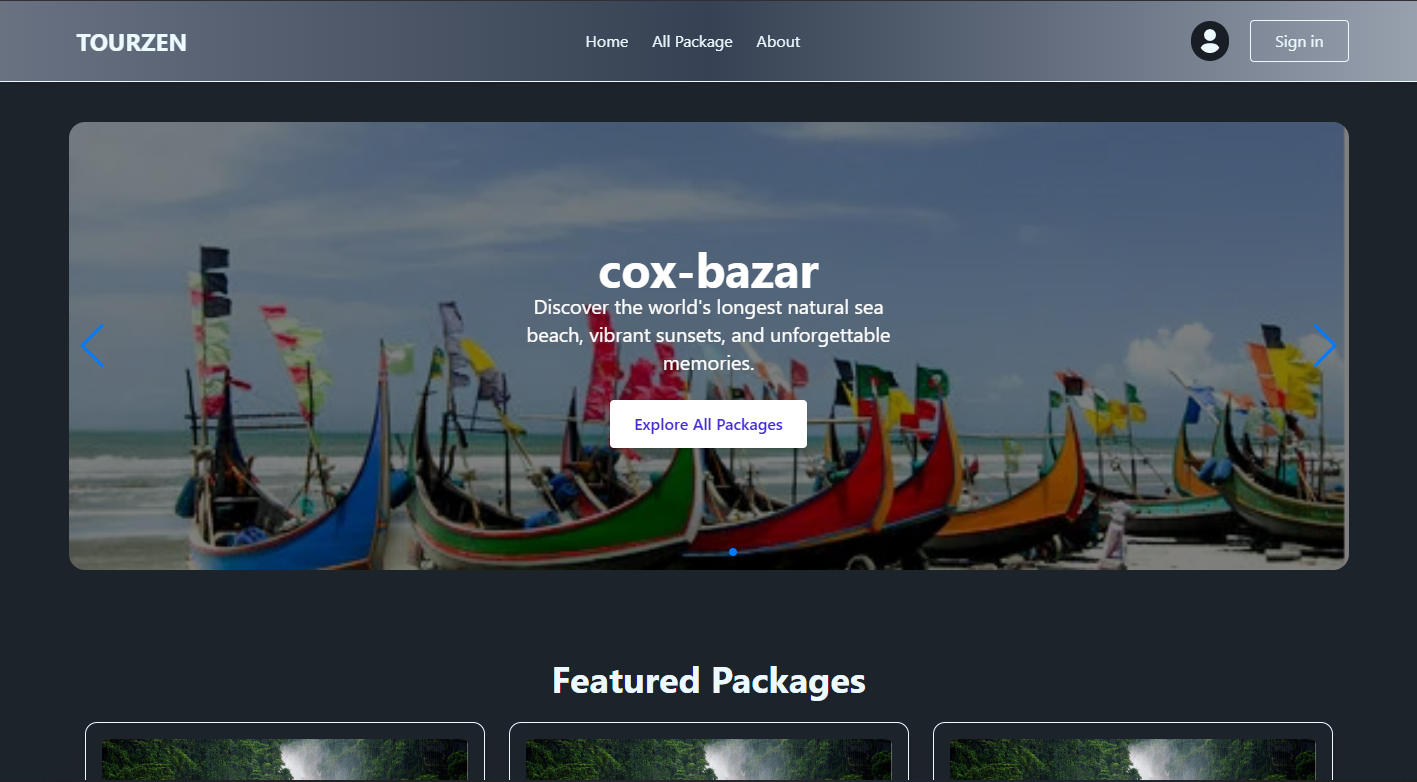 TOURZEN
Home
All Package
About
Sign in
cox-bazar
Discover the world's longest natural sea
beach, vibrant sunsets, and unforgettable
memories.
Explore All Packages
Featured Packages